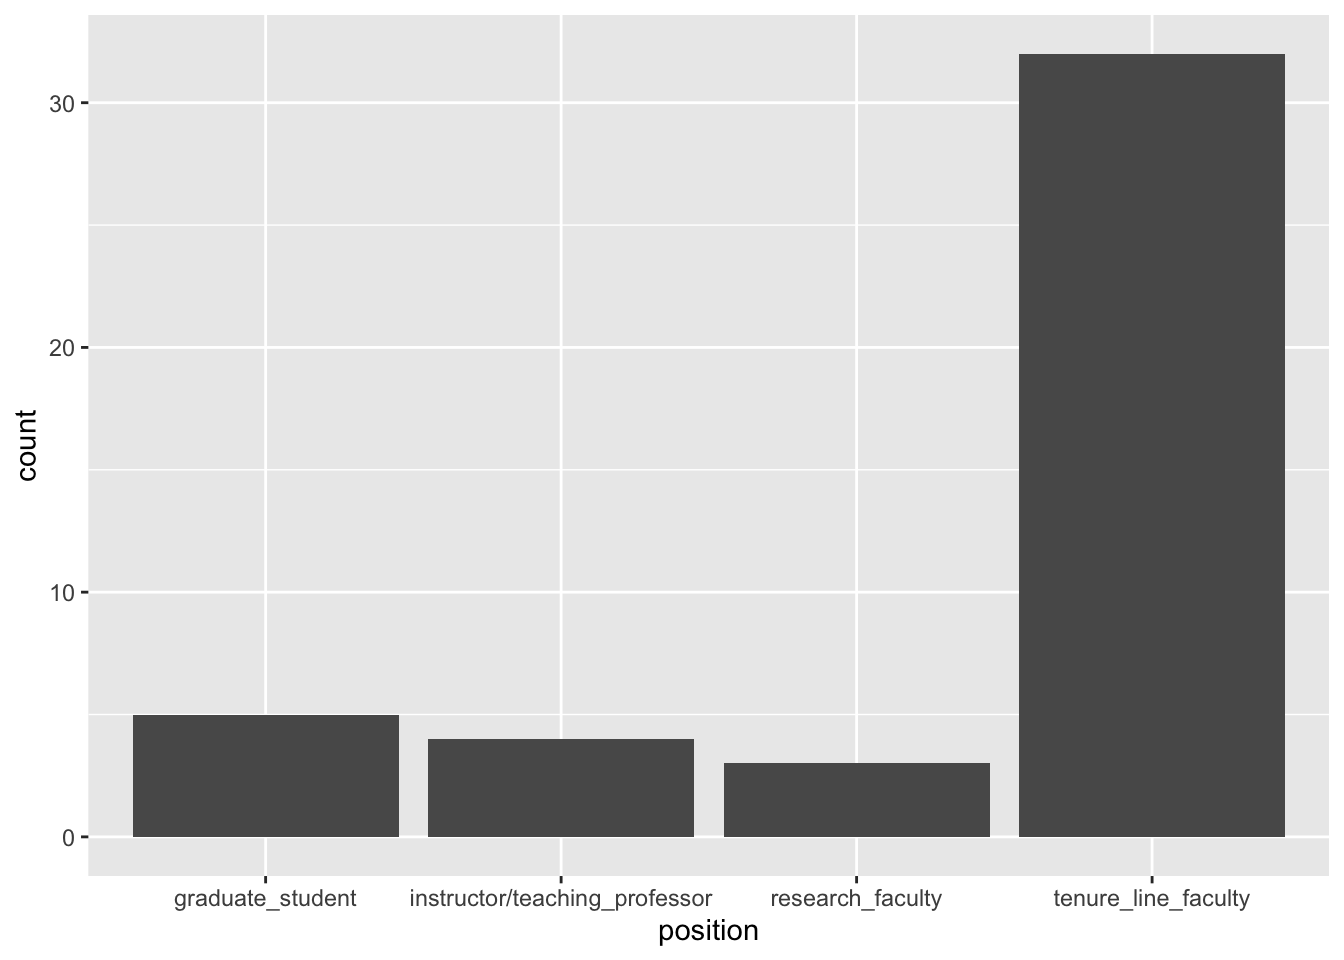 30
20
10
0
count
graduate_student instructor/teaching_professor research_faculty tenure_line_faculty
position